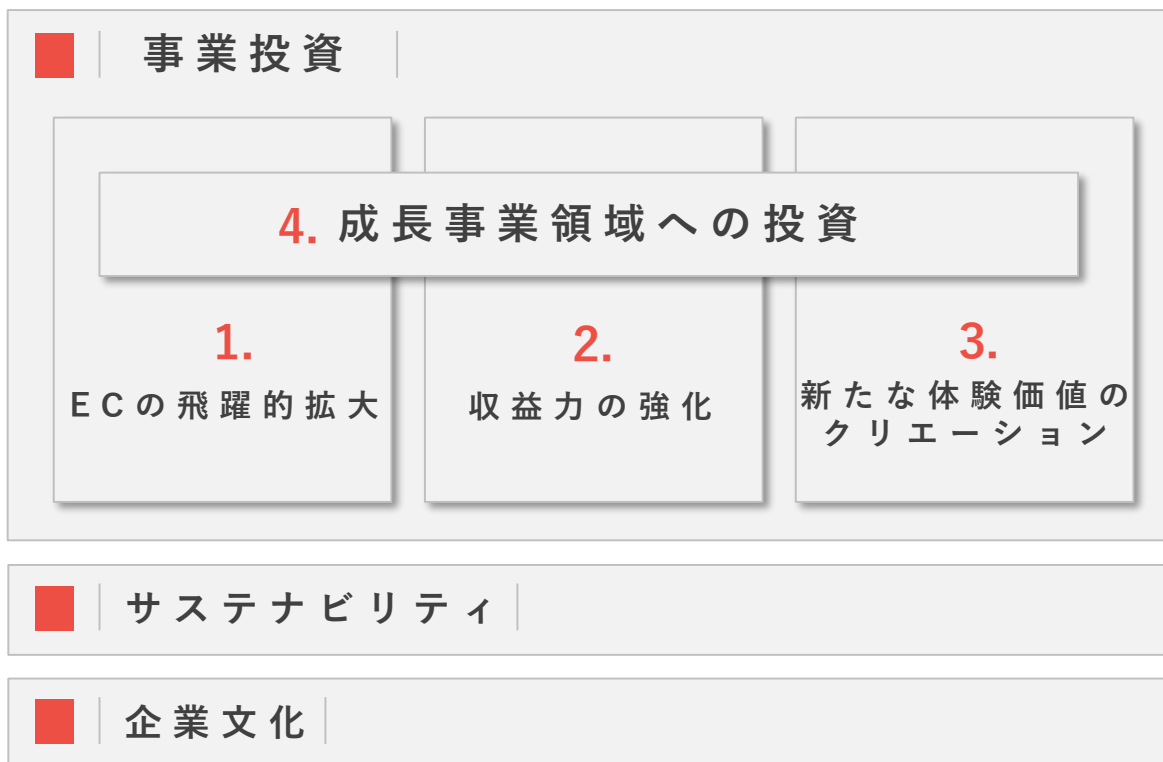 事業投資
4. 成長事業領域への投資
1.
ECの飛躍的拡大
2.
収益力の強化
3.
新たな体験価値の
クリエーション
サステナビリティ
企業文化